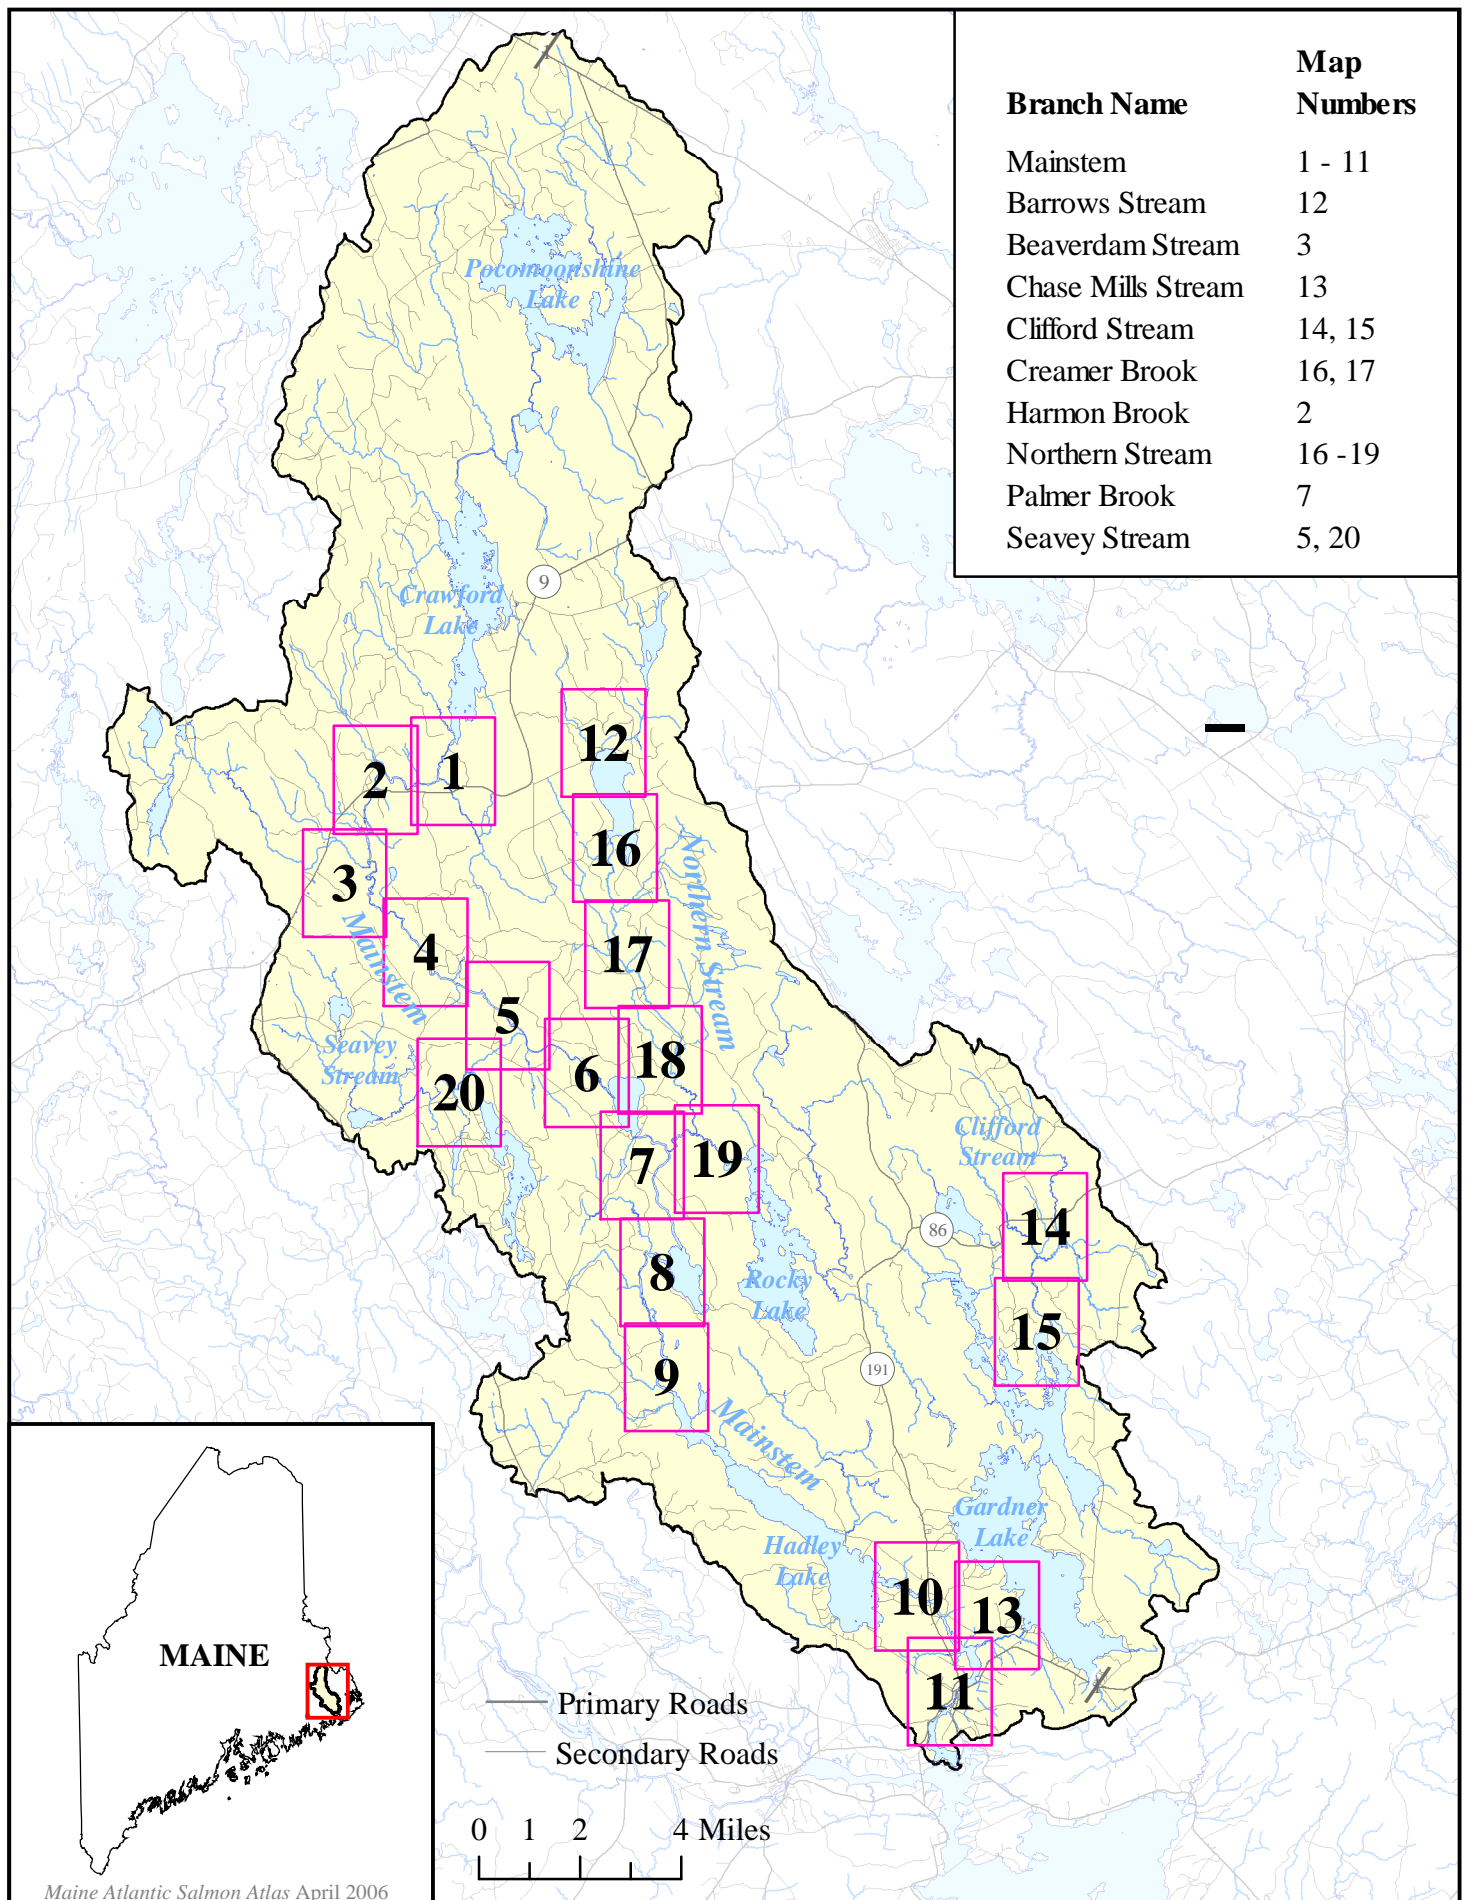 Map
Branch Name Numbers
Mainstem 1 - 11
Barrows Stream 12
Beaverdam Stream 3
Chase Mills Stream 13
Clifford Stream 14, 15
Creamer Brook 16, 17
Harmon Brook 2
Northern Stream 16 -19
Palmer Brook 7
Seavey Stream 5, 20
Pocomoonshine
Lake
9
Crawford
Lake
12
1
2
16
Northern Stream
3
Mainstem
4
17
5
Seavey
Stream
18
6
20
Clifford
Stream
7
19
14
86
8
Rocky
Lake
15
191
9
Mainstem
Gardner
Lake
Hadley
Lake
10
13
11
MAINE
Primary Roads
Secondary Roads
0 1 2 4 Miles
Maine Atlantic Salmon Atlas April 2006